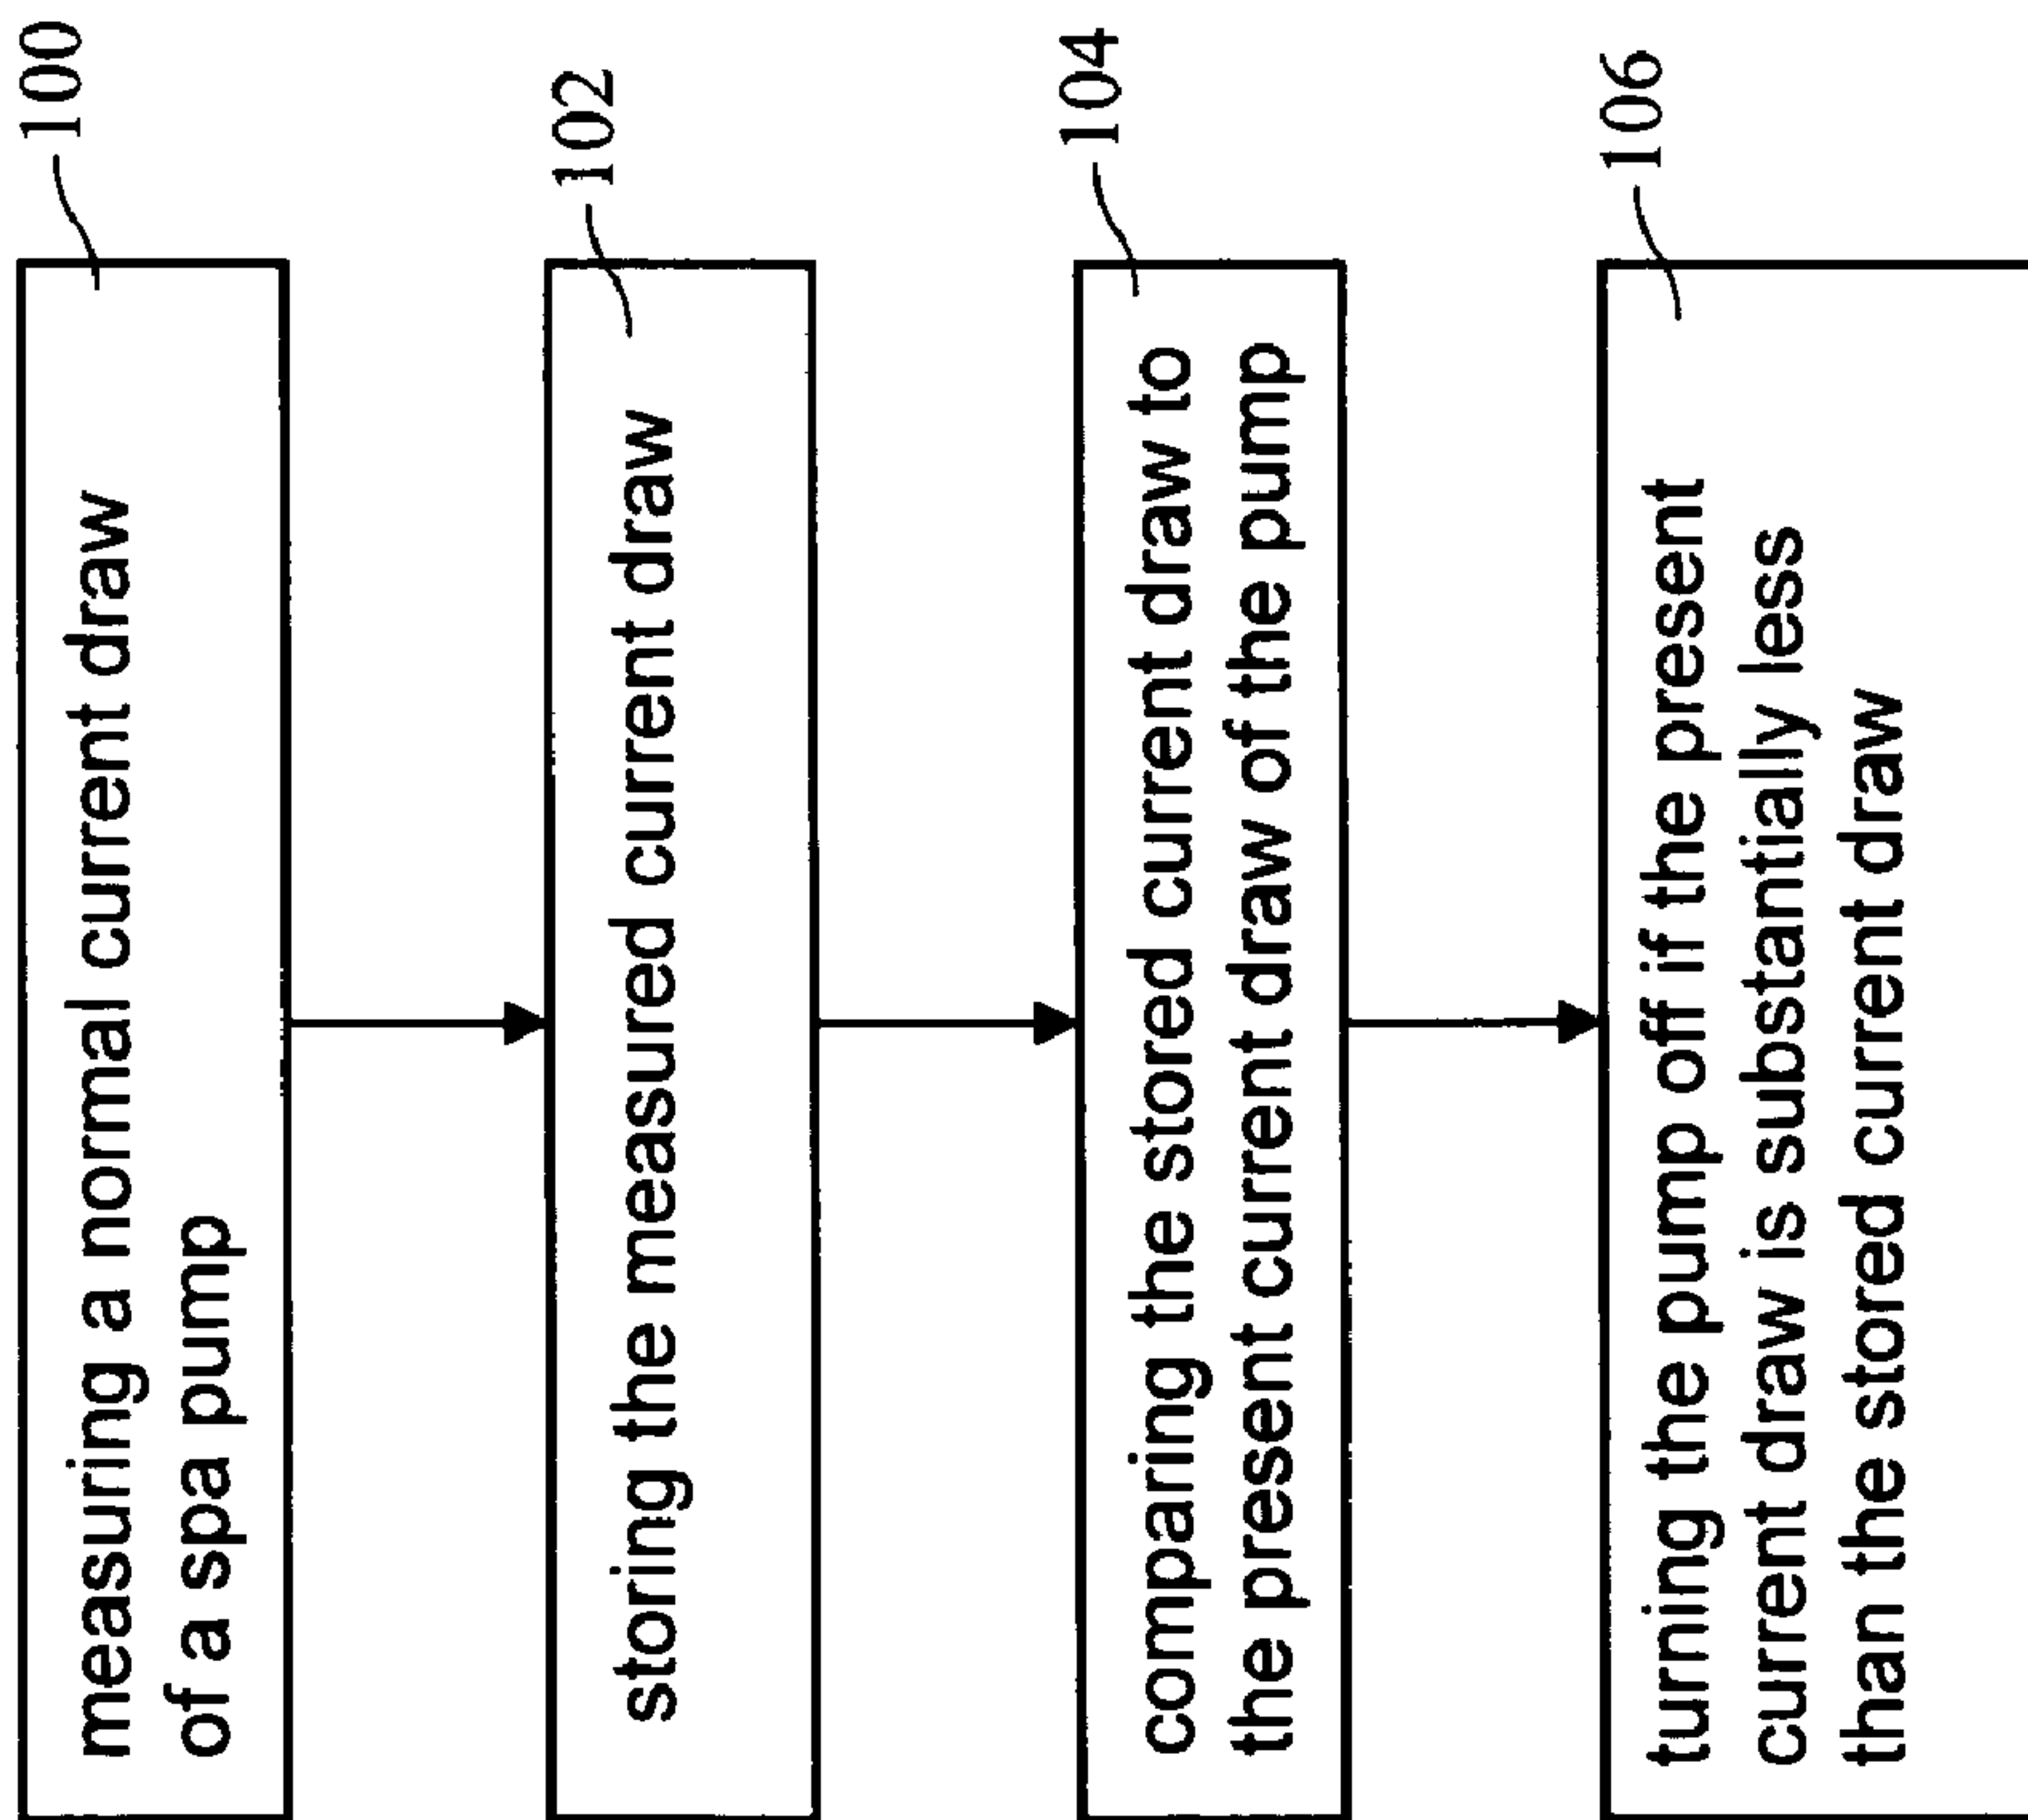 100
measuring a normal current draw
of a spa pump
102
storing the measured current draw
104
comparing the stored current draw to
the present current draw of the pump
106
turning the pump off if the present
current draw is substantially less
than the stored current draw